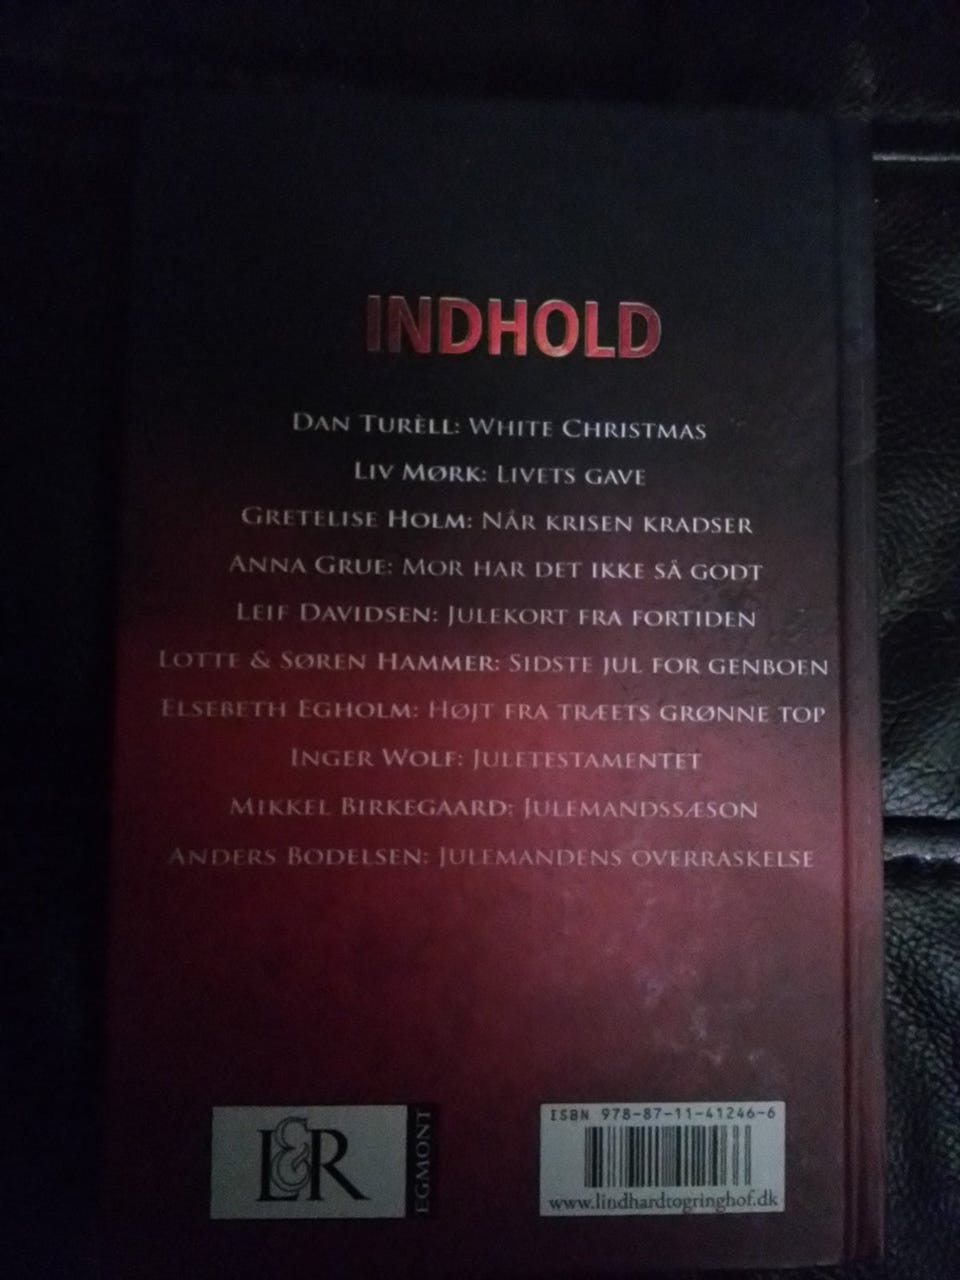 INDHOLD
DAN TURÈLL: WHITE CHRISTMAS
LIV MØRK: LIVETS GAVE
GRETELISE HOLM: NÅR KRISEN KRADSER
ANNA GRUE: MOR HAR DET IKKE SÅ GODT
LEIF DAVIDSEN: JULEKORT FRA FORTIDEN
LOTTE & SØREN HAMMER: SIDSTE JUL FOR GENBOEN
ELSEBETH EGHOLM: HØJT FRA TRÆETS GRØNNE TOP
INGER WOLF: JULETESTAMENTET
MIKKEL BIRKEGAARD: JULEMANDSSÆSON
ANDERS BODELSEN: JULEMANDENS OVERRASKELSE
L&R
EGMONT
ISBN 978-87-11-41246-6
www.lindhardtogringhof.dk